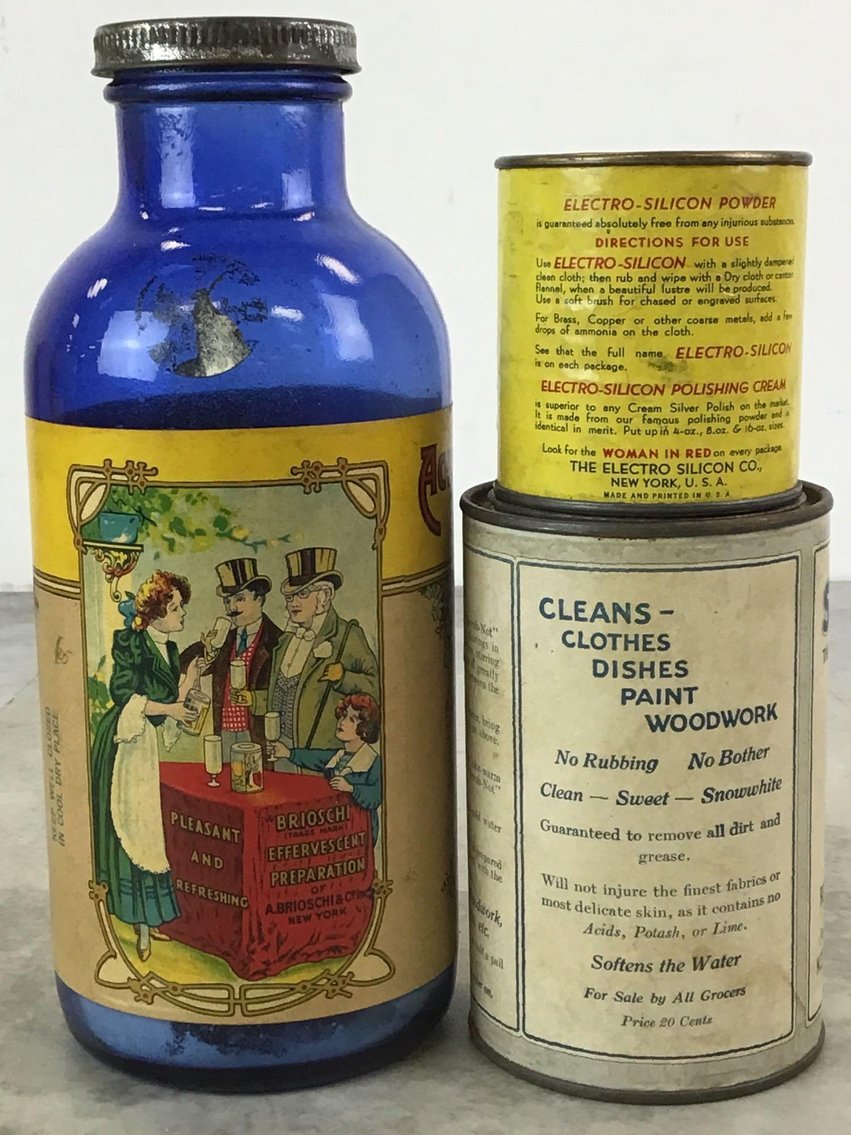 KEEP WELL CLOSED
IN COOL DRY PLACE
PLEASANT
AND
REFRESHING
BRIOSCHI
(TRADE MARK)
EFFERVESCENT
PREPARATION
OF
A. BRIOSCHI & Co
NEW YORK
ELECTRO-SILICON POWDER
is guaranteed absolutely free from any injurious substances
DIRECTIONS FOR USE
Use ELECTRO-SILICON with a slightly dampened
clean cloth; then rub and wipe with a Dry cloth or canton
flannel, when a beautiful lustre will be produced.
Use a soft brush for chased or engraved surfaces.
For Brass, Copper or other coarse metals, add a few
drops of ammonia on the cloth.
See that the full name ELECTRO-SILICON
is on each package.
ELECTRO-SILICON POLISHING CREAM
is superior to any Cream Silver Polish on the market.
It is made from our famous polishing powder and is
identical in merit. Put up in 4-oz., 8.oz. & 16-oz. sizes.
Look for the WOMAN IN RED on every package
THE ELECTRO SILICON CO.,
NEW YORK, U. S. A.
MADE AND PRINTED IN U. S. A
CLEANS –
CLOTHES
DISHES
PAINT
WOODWORK
No Rubbing No Bother
Clean — Sweet — Snowwhite
Guaranteed to remove all dirt and
grease.
Will not injure the finest fabrics or
most delicate skin, as it contains no
Acids, Potash, or Lime.
Softens the Water
For Sale by All Grocers
Price 20 Cents